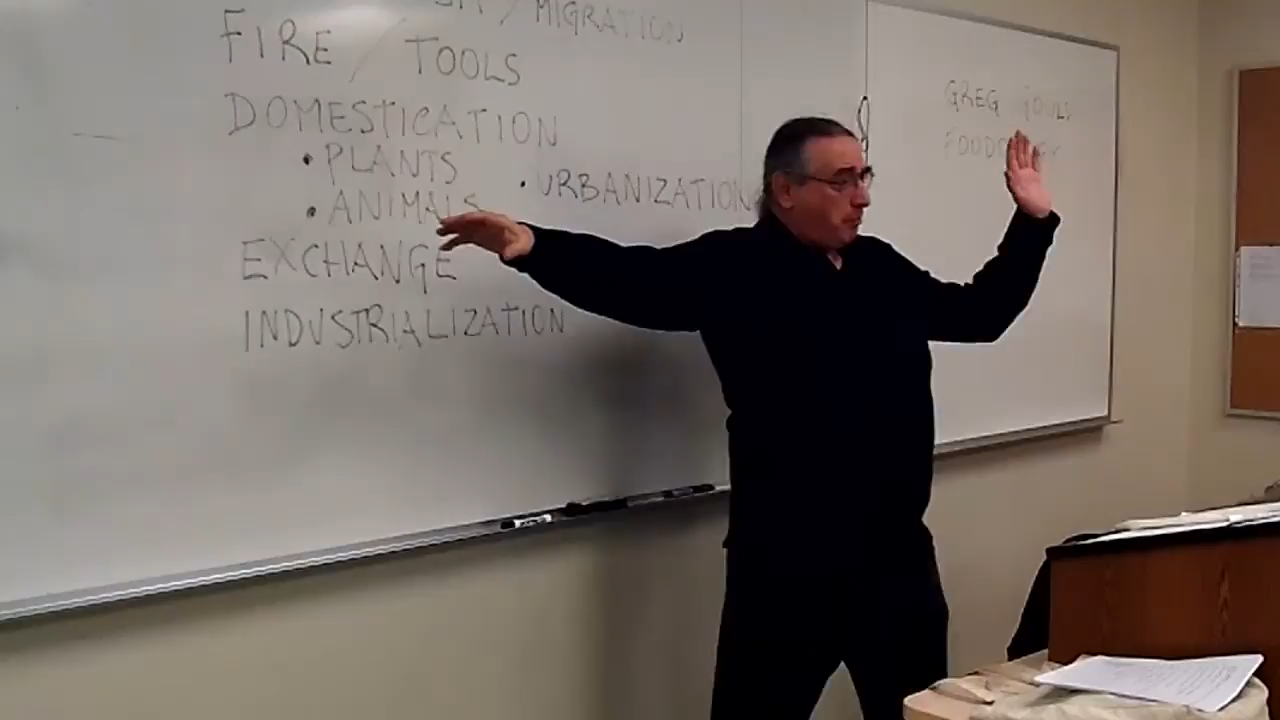 / MIGRATION
FIRE / TOOLS
DOMESTICATION
• PLANTS
• URBANIZATION
• ANIMALS
EXCHANGE
INDUSTRIALIZATION
GREG